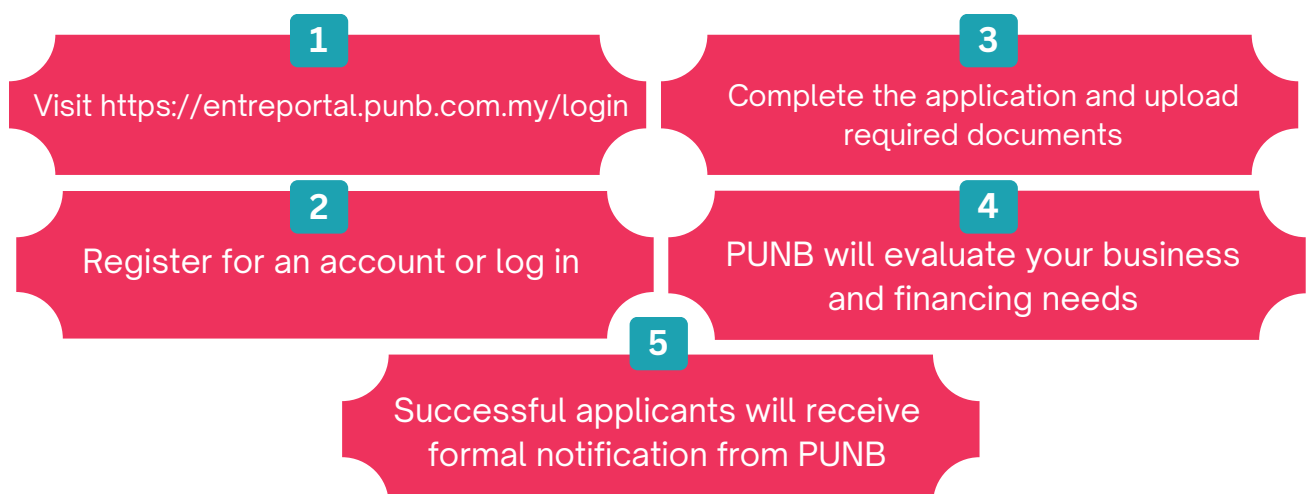 1
Visit https://entreportal.punb.com.my/login
2
Register for an account or log in
3
Complete the application and upload
required documents
4
PUNB will evaluate your business
and financing needs
5
Successful applicants will receive
formal notification from PUNB